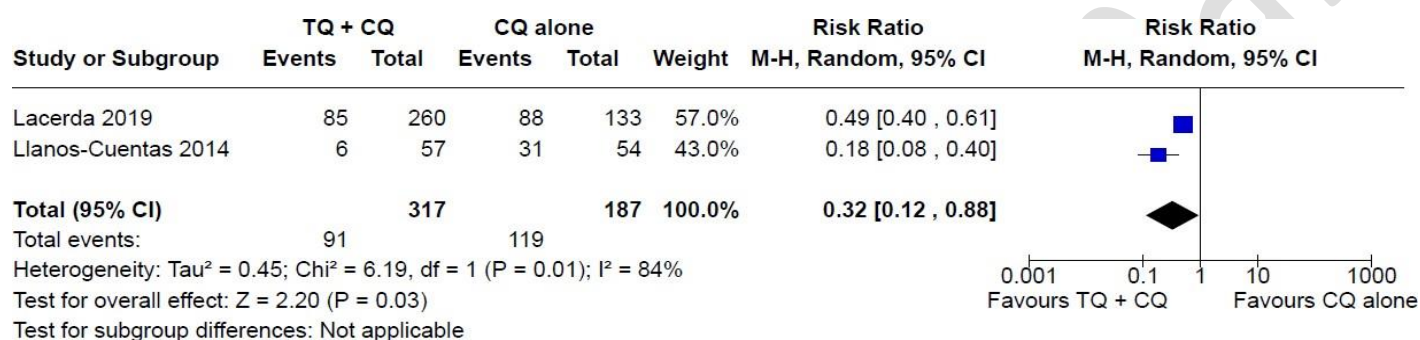 TQ + CQ CQ alone Risk Ratio Risk Ratio
Study or Subgroup Events Total Events Total Weight M-H, Random, 95% CI M-H, Random, 95% CI
Lacerda 2019 85 260 88 133 57.0% 0.49 [0.40 , 0.61]
Llanos-Cuentas 2014 6 57 31 54 43.0% 0.18 [0.08 , 0.40]
Total (95% CI) 317 187 100.0% 0.32 [0.12 , 0.88]
Total events: 91 119
Heterogeneity: Tau² = 0.45; Chi² = 6.19, df = 1 (P = 0.01); I² = 84%
0.001 0.1 1 10 1000
Test for overall effect: Z = 2.20 (P = 0.03)
Favours TQ + CQ Favours CQ alone
Test for subgroup differences: Not applicable